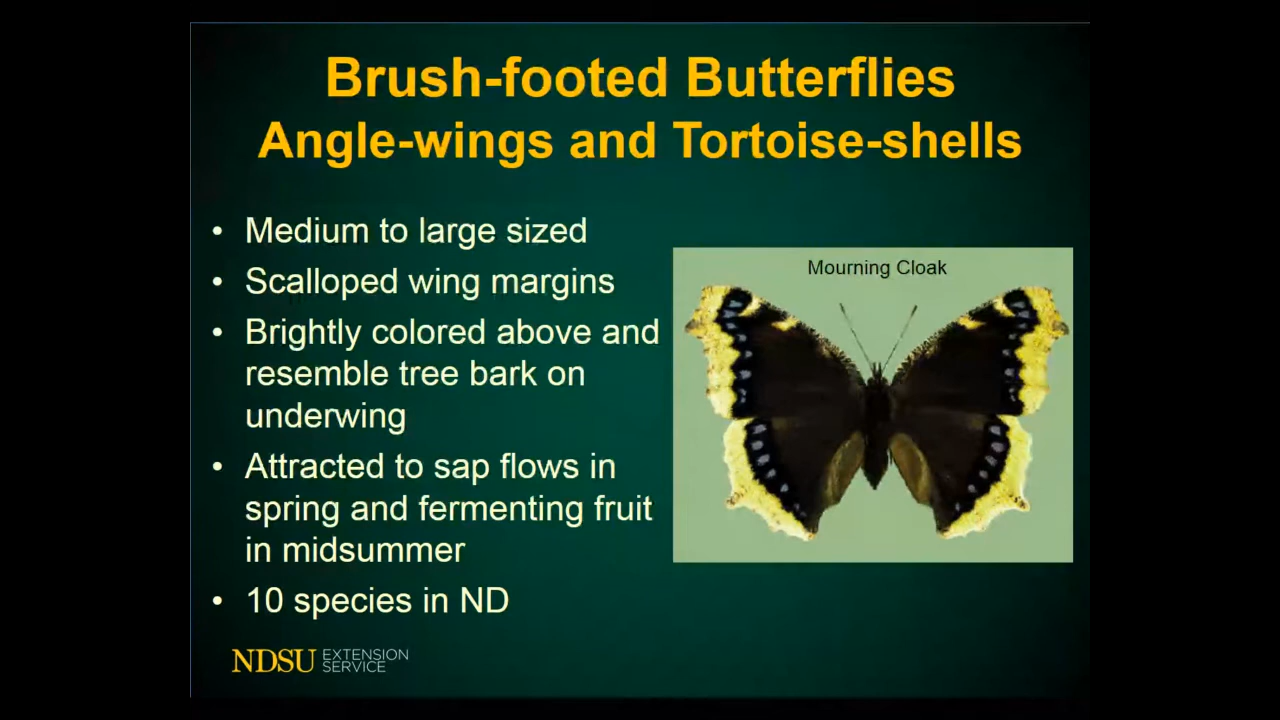 Brush-footed Butterflies
Angle-wings and Tortoise-shells
• Medium to large sized
• Scalloped wing margins
• Brightly colored above and
resemble tree bark on
underwing
• Attracted to sap flows in
spring and fermenting fruit
in midsummer
• 10 species in ND
Mourning Cloak
NDSU EXTENSION
SERVICE